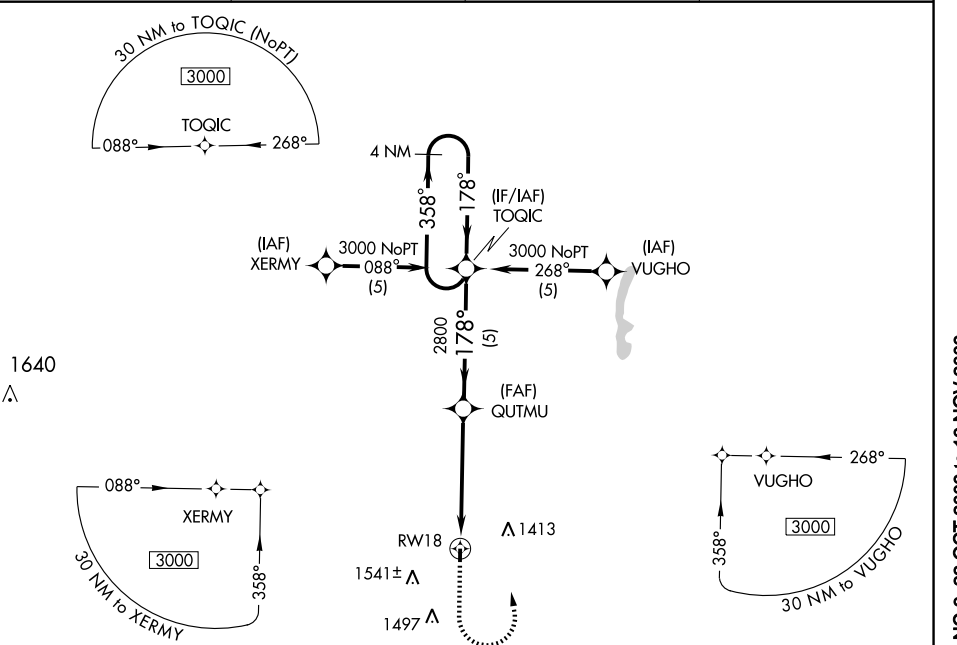 30 NM to TOQIC (NoPT)
3000
TOQIC
088°
268°
4 NM
358°
178°
(IF/IAF)
TOQIC
(IAF)
XERMY
3000 NoPT
088°
(5)
3000 NoPT
268°
(5)
(IAF)
VUGHO
2800
178°
(5)
1640
(FAF)
QUTMU
088°
XERMY
3000
358°
30 NM to XERMY
268°
VUGHO
3000
358°
30 NM to VUGHO
RW18
1413
1541±
1497